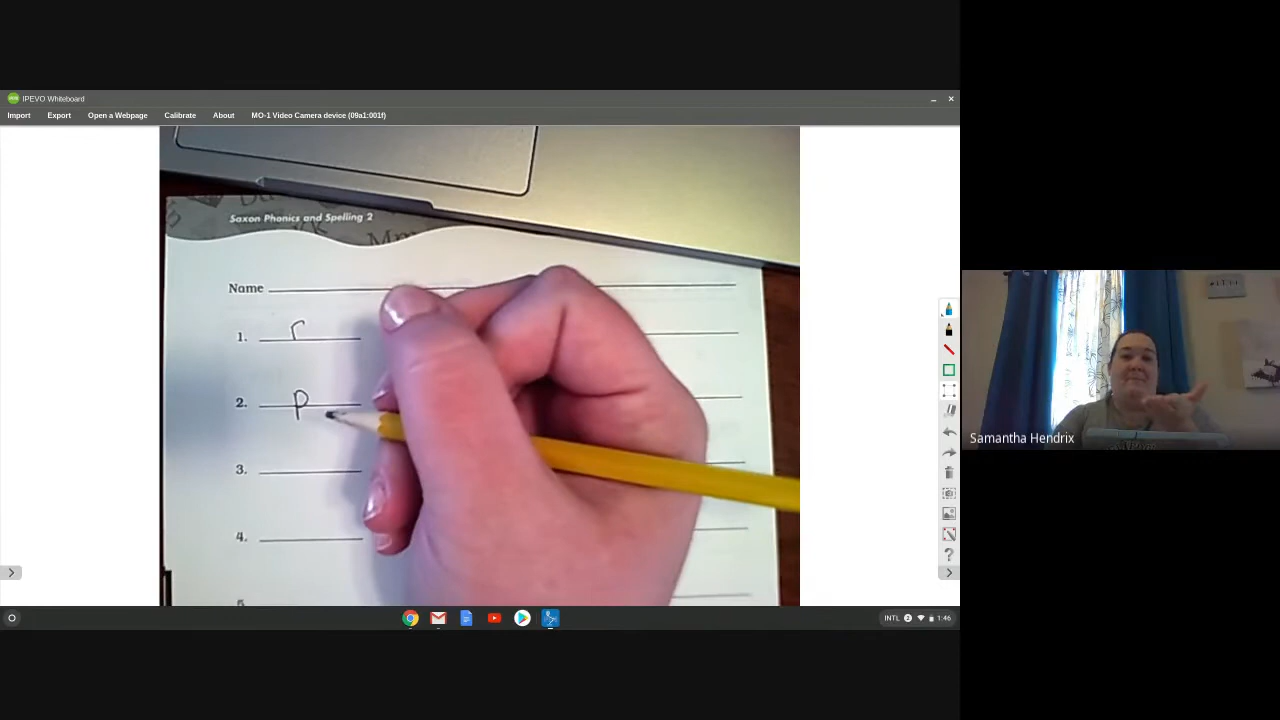 IPEVO Whiteboard
Import Export Open a Webpage Calibrate About MO-1 Video Camera device (09a1:001f)
Saxon Phonics and Spelling 2
Name
1. r
2. p
3.
4.
Samantha Hendrix
INTL 2 1:46